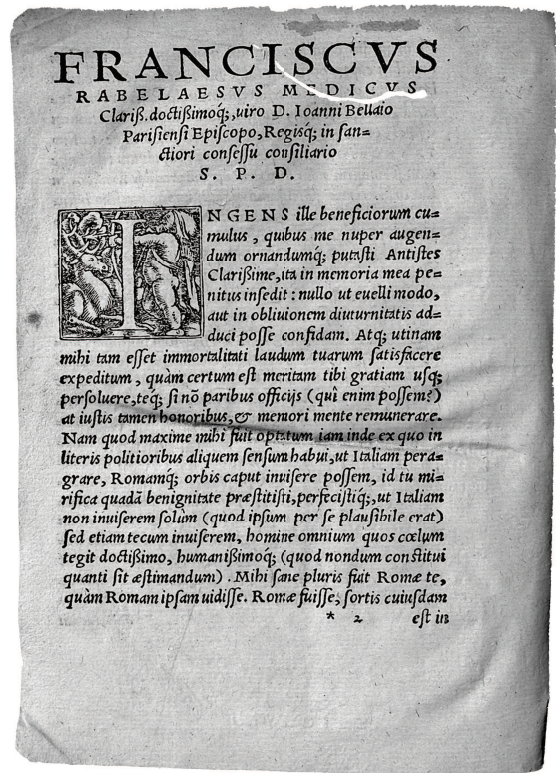 FRANCISCVS
RABELAESVS MEDICVS
Clariß. doctißimoq́;, uiro D. Ioanni Bellaio
Parisiensi Episcopo, Regisq́; in san=
ctiori consessu consiliario
S. P. D.
INGENS ille beneficiorum cu=
mulus, quibus me nuper augen=
dum ornandumq́; putasti Antistes
Clarißime, ita in memoria mea pe=
nitus insedit: nullo ut euelli modo,
aut in obliuionem diuturnitatis ad=
duci posse confidam. Atq; utinam
mihi tam esset immortalitati laudum tuarum satisfacere
expeditum, quàm certum est meritam tibi gratiam usq;
persoluere, teq; si nõ paribus officijs (qui enim possem?)
at iustis tamen honoribus, & memori mente remunerare.
Nam quod maxime mihi fuit optatum iam inde ex quo in
literis politioribus aliquem sensum habui, ut Italiam pera=
grare, Romamq́; orbis caput inuisere possem, id tu mi=
rifica quadã benignitate præstitisti, perfecistiq́;, ut Italiam
non inuiserem solùm (quod ipsum per se plausibile erat)
sed etiam tecum inuiserem, homine omnium quos cœlum
tegit doctißimo, humanißimoq́; (quod nondum constitui
quanti sit æstimandum). Mihi sane pluris fuit Romæ te,
quàm Romam ipsam uidisse. Romæ fuisse, sortis cuiusdam
* 2 est in